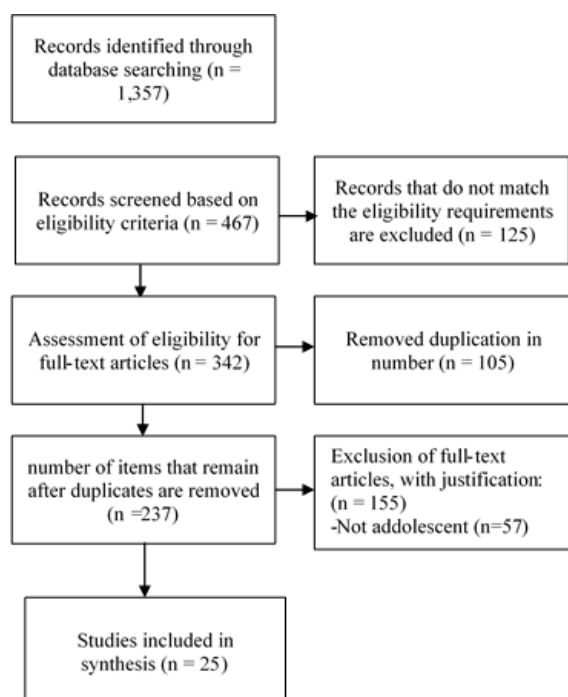 Records identified through
database searching (n =
1,357)
Records screened based on
eligibility criteria (n = 467)
Records that do not match
the eligibility requirements
are excluded (n = 125)
Assessment of eligibility for
full-text articles (n = 342)
Removed duplication in
number (n = 105)
number of items that remain
after duplicates are removed
(n =237)
Exclusion of full-text
articles, with justification:
(n = 155)
-Not addolescent (n=57)
Studies included in
synthesis (n = 25)